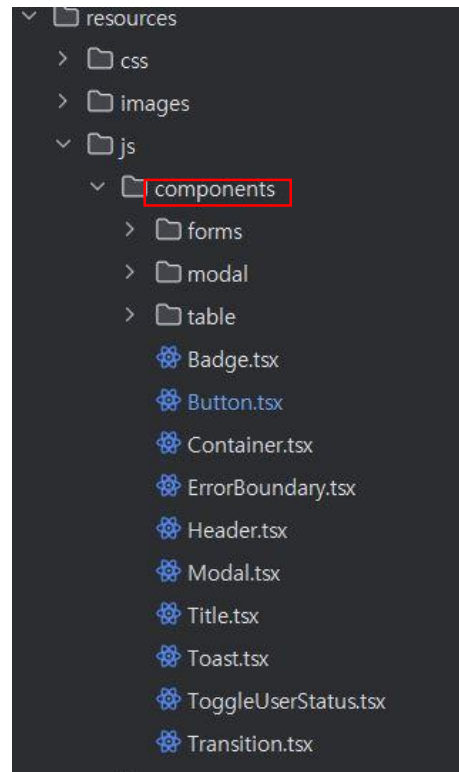 resources
css
images
js
components
forms
modal
table
Badge.tsx
Button.tsx
Container.tsx
ErrorBoundary.tsx
Header.tsx
Modal.tsx
Title.tsx
Toast.tsx
ToggleUserStatus.tsx
Transition.tsx